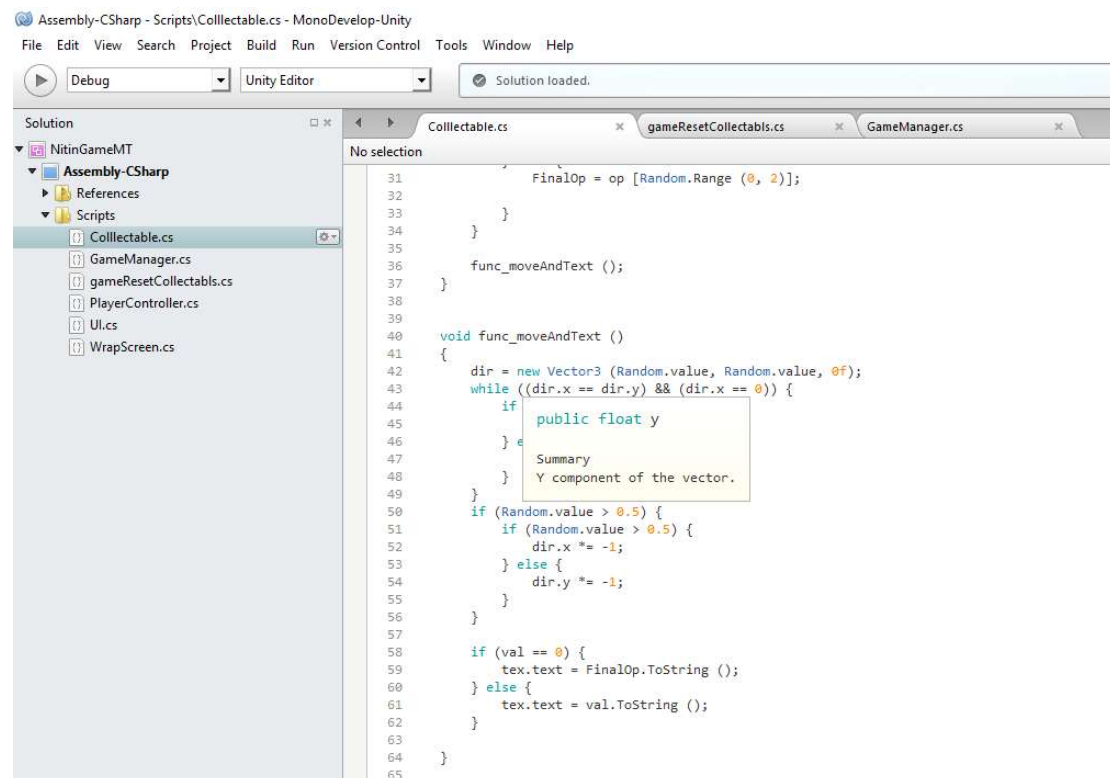 Assembly-CSharp - Scripts\Colllectable.cs - MonoDevelop-Unity
File Edit View Search Project Build Run Version Control Tools Window Help
Debug Unity Editor Solution loaded.
Solution
NitinGameMT
Assembly-CSharp
References
Scripts
Colllectable.cs
GameManager.cs
gameResetCollectabls.cs
PlayerController.cs
UI.cs
WrapScreen.cs
Colllectable.cs gameResetCollectabls.cs GameManager.cs
No selection
31 FinalOp = op [Random.Range (0, 2)];
32
33 }
34 }
35
36 func_moveAndText ();
37 }
38
39
40 void func_moveAndText ()
41 {
42 dir = new Vector3 (Random.value, Random.value, 0f);
43 while ((dir.x == dir.y) && (dir.x == 0)) {
44 if
45
46 } e
47
48 }
49 }
50 if (Random.value > 0.5) {
51 if (Random.value > 0.5) {
52 dir.x *= -1;
53 } else {
54 dir.y *= -1;
55 }
56 }
57
58 if (val == 0) {
59 tex.text = FinalOp.ToString ();
60 } else {
61 tex.text = val.ToString ();
62 }
63
64 }
65
public float y
Summary
Y component of the vector.